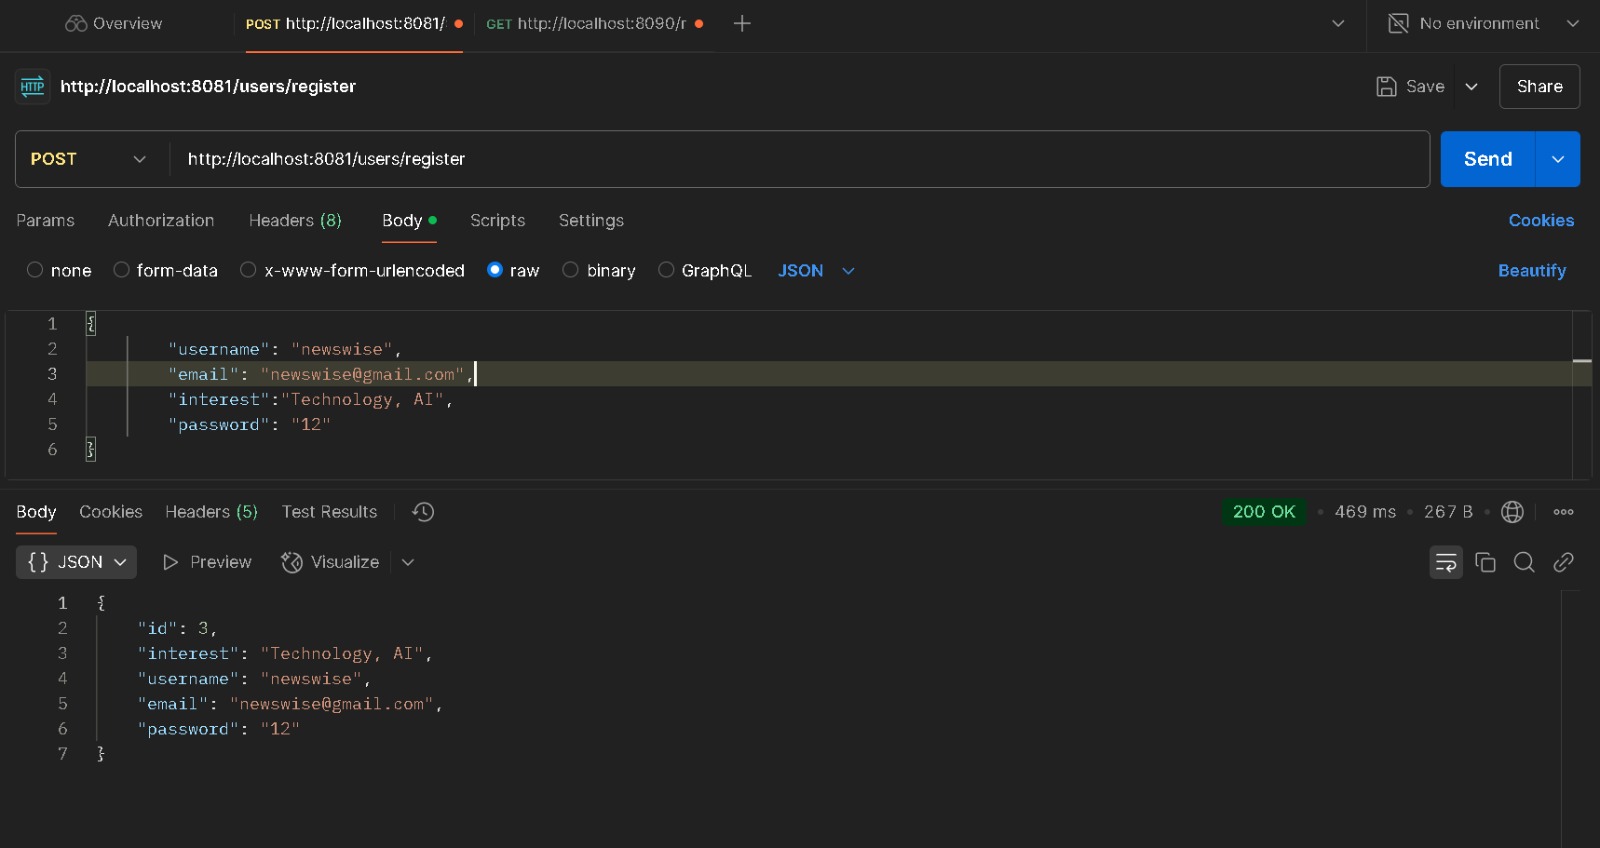 Overview POST http://localhost:8081/ GET http://localhost:8090/r No environment
HTTP http://localhost:8081/users/register Save Share
POST http://localhost:8081/users/register Send
Params Authorization Headers (8) Body Scripts Settings Cookies
none form-data x-www-form-urlencoded raw binary GraphQL JSON Beautify
1 {
2 "username": "newswise",
3 "email": "newswise@gmail.com",
4 "interest":"Technology, AI",
5 "password": "12"
6 }
Body Cookies Headers (5) Test Results 200 OK • 469 ms • 267 B •
{} JSON Preview Visualize
1 {
2 "id": 3,
3 "interest": "Technology, AI",
4 "username": "newswise",
5 "email": "newswise@gmail.com",
6 "password": "12"
7 }